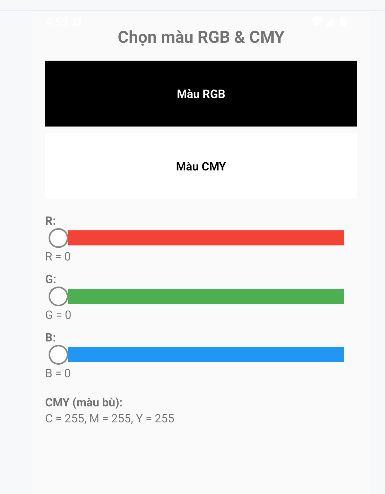 Chọn màu RGB & CMY
Màu RGB
Màu CMY
R:
R = 0
G:
G = 0
B:
B = 0
CMY (màu bù):
C = 255, M = 255, Y = 255